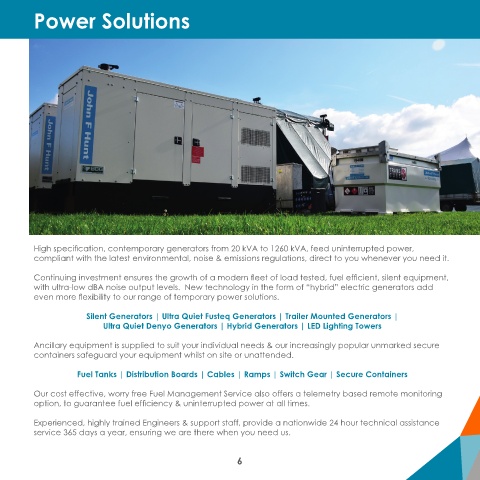 Power Solutions
John F Hunt
John F Hunt
High specification, contemporary generators from 20 kVA to 1260 kVA, feed uninterrupted power,
compliant with the latest environmental, noise & emissions regulations, direct to you whenever you need it.
Continuing investment ensures the growth of a modern fleet of load tested, fuel efficient, silent equipment,
with ultra-low dBA noise output levels. New technology in the form of “hybrid” electric generators add
even more flexibility to our range of temporary power solutions.
Silent Generators | Ultra Quiet Fusteq Generators | Trailer Mounted Generators |
Ultra Quiet Denyo Generators | Hybrid Generators | LED Lighting Towers
Ancillary equipment is supplied to suit your individual needs & our increasingly popular unmarked secure
containers safeguard your equipment whilst on site or unattended.
Fuel Tanks | Distribution Boards | Cables | Ramps | Switch Gear | Secure Containers
Our cost effective, worry free Fuel Management Service also offers a telemetry based remote monitoring
option, to guarantee fuel efficiency & uninterrupted power at all times.
Experienced, highly trained Engineers & support staff, provide a nationwide 24 hour technical assistance
service 365 days a year, ensuring we are there when you need us.
6